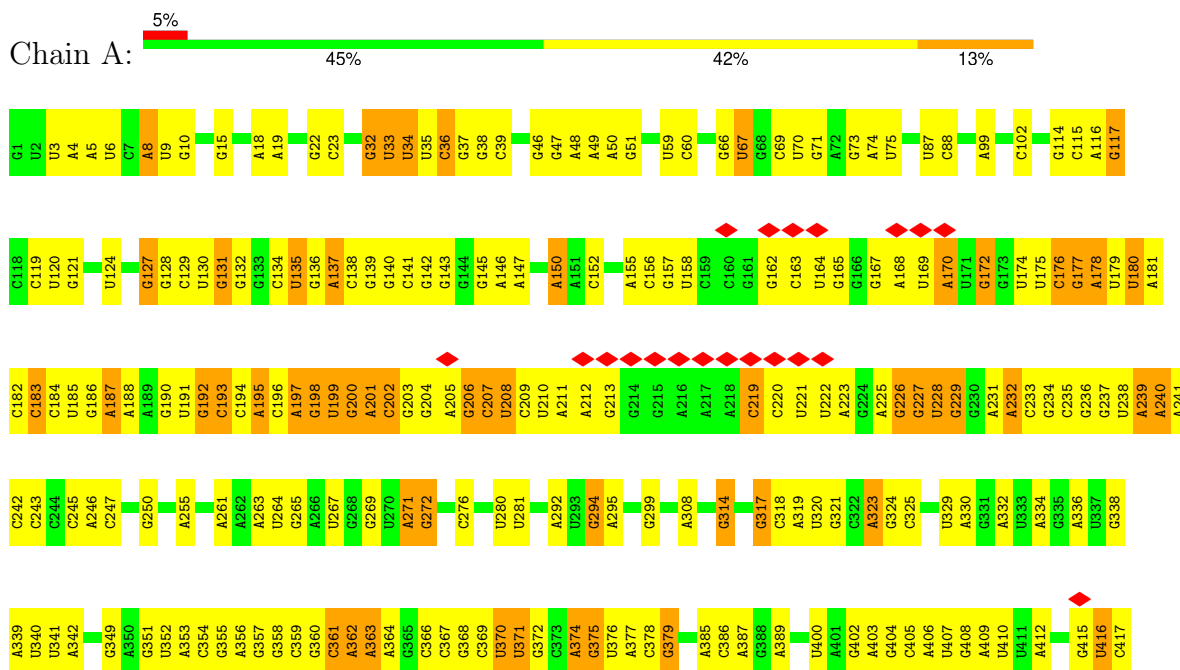 5%
Chain A:
45% 42% 13%
G1 U2 U3 A4 A5 U6 C7 A8 U9 G10 G15 A18 A19 G22 C23 G32 U33 U34 U35 C36 G37 G38 C39 G46 G47 A48 A49 A50 G51 U59 C60 G66 U67 G68 C69 U70 G71 A72 G73 A74 U75 U87 C88 A99 C102 G114 C115 A116 G117
C118 C119 U120 G121 U124 G127 G128 C129 U130 G131 G132 G133 C134 U135 G136 A137 C138 G139 G140 C141 G142 G143 G144 G145 A146 A147 A150 A151 C152 A155 C156 G157 U158 C159 C160 G161 G162 C163 U164 G165 G166 G167 A168 U169 A170 U171 G172 G173 U174 U175 C176 G177 A178 U179 U180 A181
C182 C183 C184 U185 G186 A187 A188 A189 G190 U191 G192 C193 C194 A195 C196 A197 G198 U199 G200 A201 C202 G203 G204 A205 G206 C207 U208 C209 U210 A211 A212 G213 G214 G215 A216 A217 A218 C219 C220 U221 U222 A223 G224 A225 G226 G227 U228 G229 G230 A231 A232 C233 G234 C235 G236 G237 U238 A239 A240 A241
C242 C243 C244 C245 A246 C247 G250 A255 A261 A262 A263 U264 G265 A266 U267 G268 G269 U270 A271 G272 C276 U280 U281 A292 U293 G294 A295 G299 A308 G314 G317 C318 A319 U320 G321 C322 A323 G324 C325 U329 A330 G331 A332 U333 A334 G335 A336 U337 G338
A339 U340 U341 A342 G349 A350 G351 U352 A353 C354 G355 A356 G357 G358 G359 G360 C361 A362 A363 A364 G365 C366 C367 G368 C369 U370 U371 G372 C373 A374 G375 U376 A377 C378 G379 A385 C386 A387 G388 A389 U400 A401 G402 A403 G404 C405 A406 U407 G408 A409 U410 U411 A412 G415 U416 C417